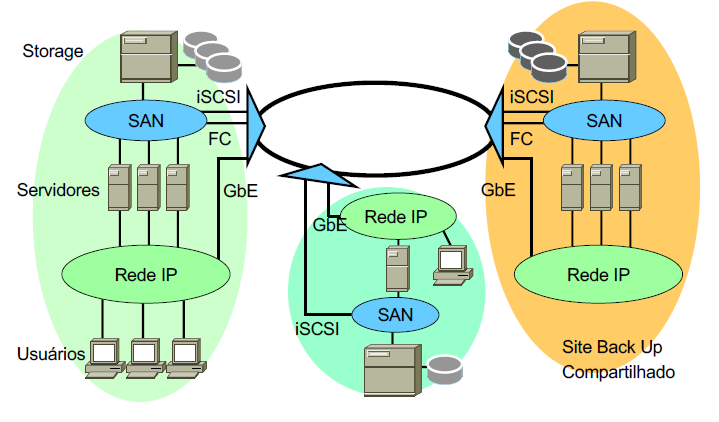 Storage
iSCSI
SAN
FC
Servidores
GbE
Rede IP
Usuários
GbE
Rede IP
iSCSI
SAN
iSCSI
SAN
FC
GbE
Rede IP
Site Back Up
Compartilhado